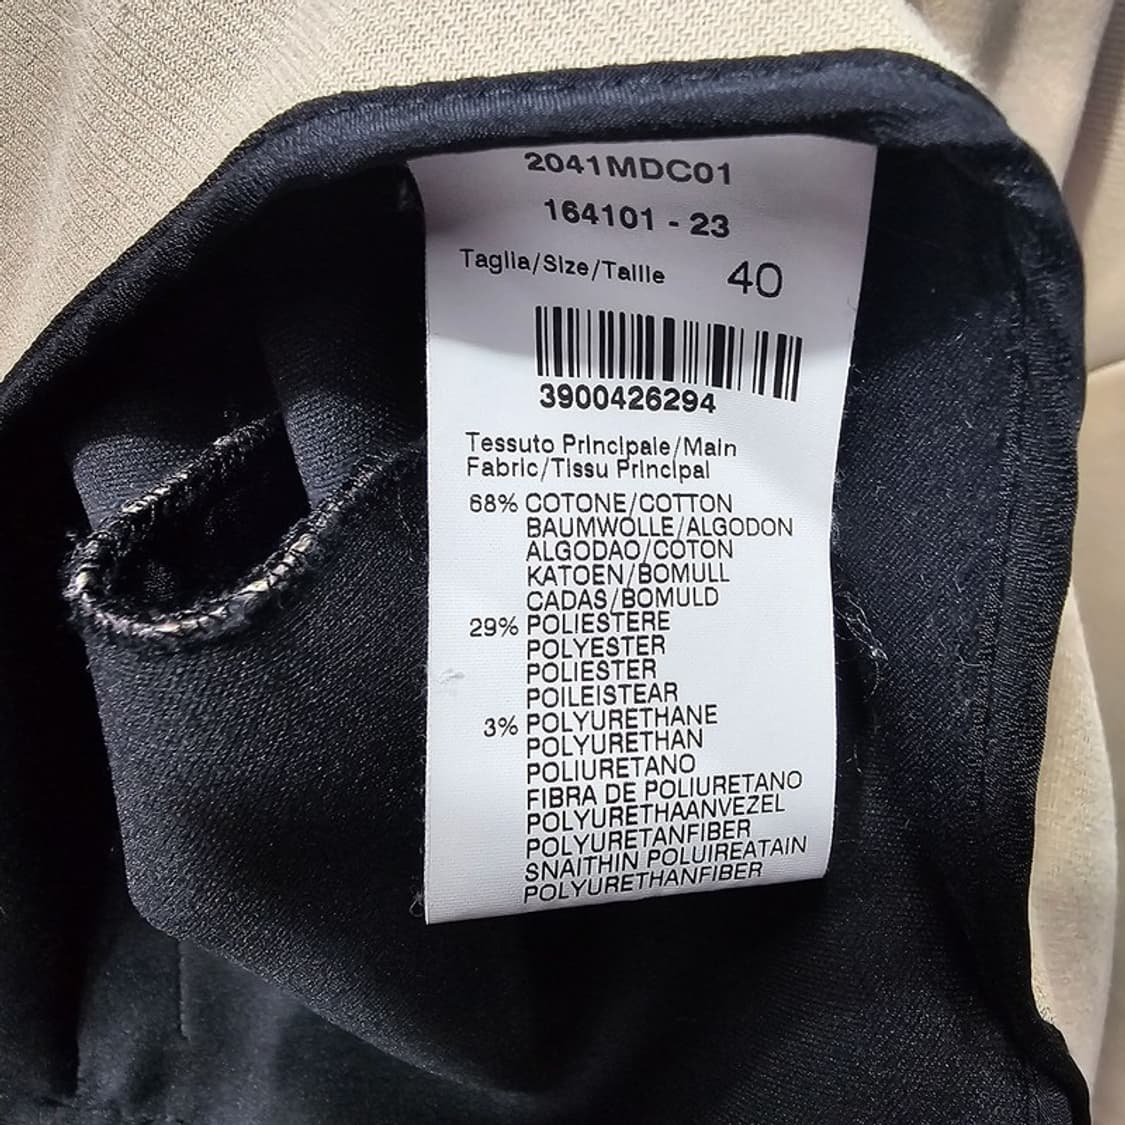 2041MDC01
164101 - 23
Taglia/Size/Taille 40
3900426294
Tessuto Principale/Main
Fabric/Tissu Principal
68% COTONE/COTTON
BAUMWOLLE/ALGODON
ALGODAO/COTON
KATOEN/BOMULL
CADAS/BOMULD
29% POLIESTERE
POLYESTER
POLIESTER
POILEISTEAR
3% POLYURETHANE
POLYURETHAN
POLIURETANO
FIBRA DE POLIURETANO
POLYURETHAANVEZEL
POLYURETANFIBER
SNAITHIN POLUIREATAIN
POLYURETHANFIBER